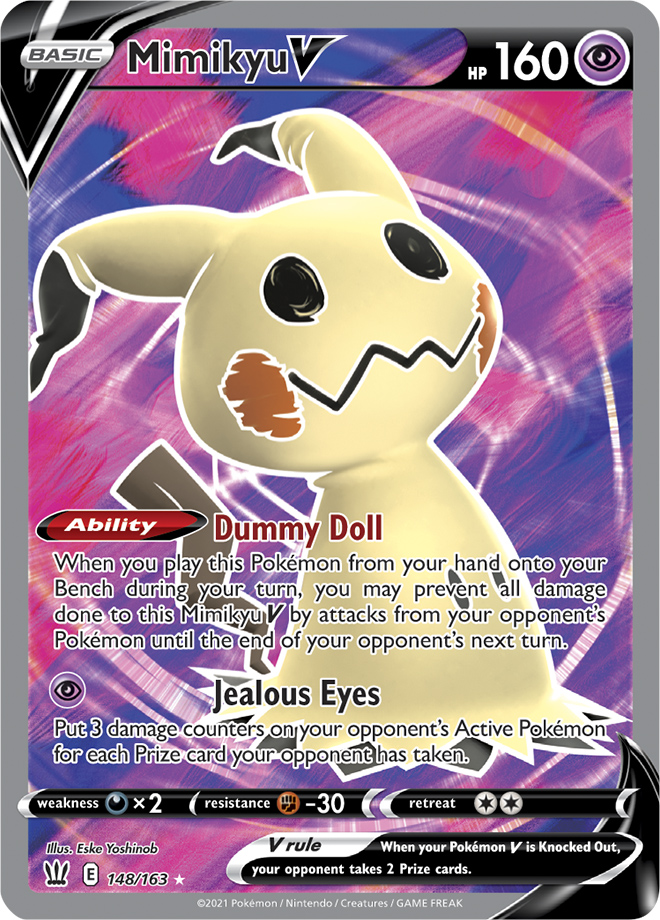 BASIC
Mimikyu V
HP 160
Ability Dummy Doll
When you play this Pokémon from your hand onto your
Bench during your turn, you may prevent all damage
done to this Mimikyu V by attacks from your opponent's
Pokémon until the end of your opponent's next turn.
Jealous Eyes
Put 3 damage counters on your opponent's Active Pokémon
for each Prize card your opponent has taken.
weakness ×2 resistance -30 retreat
Illus. Eske Yoshinob
V rule When your Pokémon V is Knocked Out,
your opponent takes 2 Prize cards.
E 148/163
©2021 Pokémon / Nintendo / Creatures / GAME FREAK